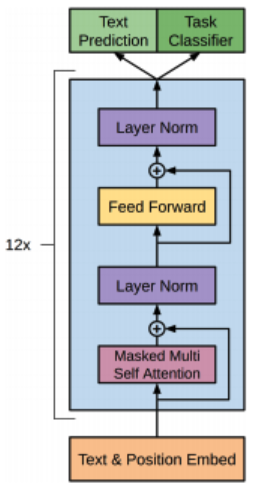 Text
Prediction
Task
Classifier
Layer Norm
+
Feed Forward
12x
Layer Norm
+
Masked Multi
Self Attention
Text & Position Embed